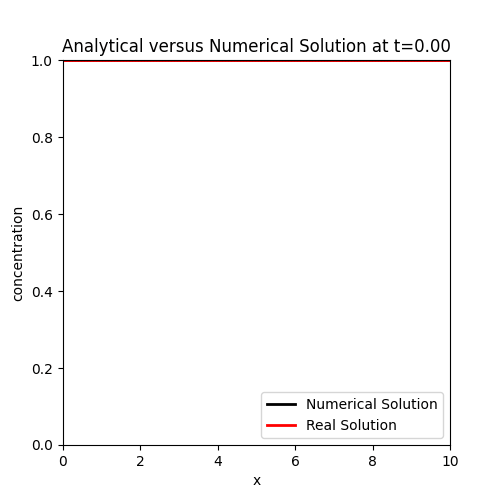 Analytical versus Numerical Solution at t=0.00
1.0
0.8
0.6
0.4
0.2
0.0
concentration
Numerical Solution
Real Solution
0 2 4 6 8 10
x